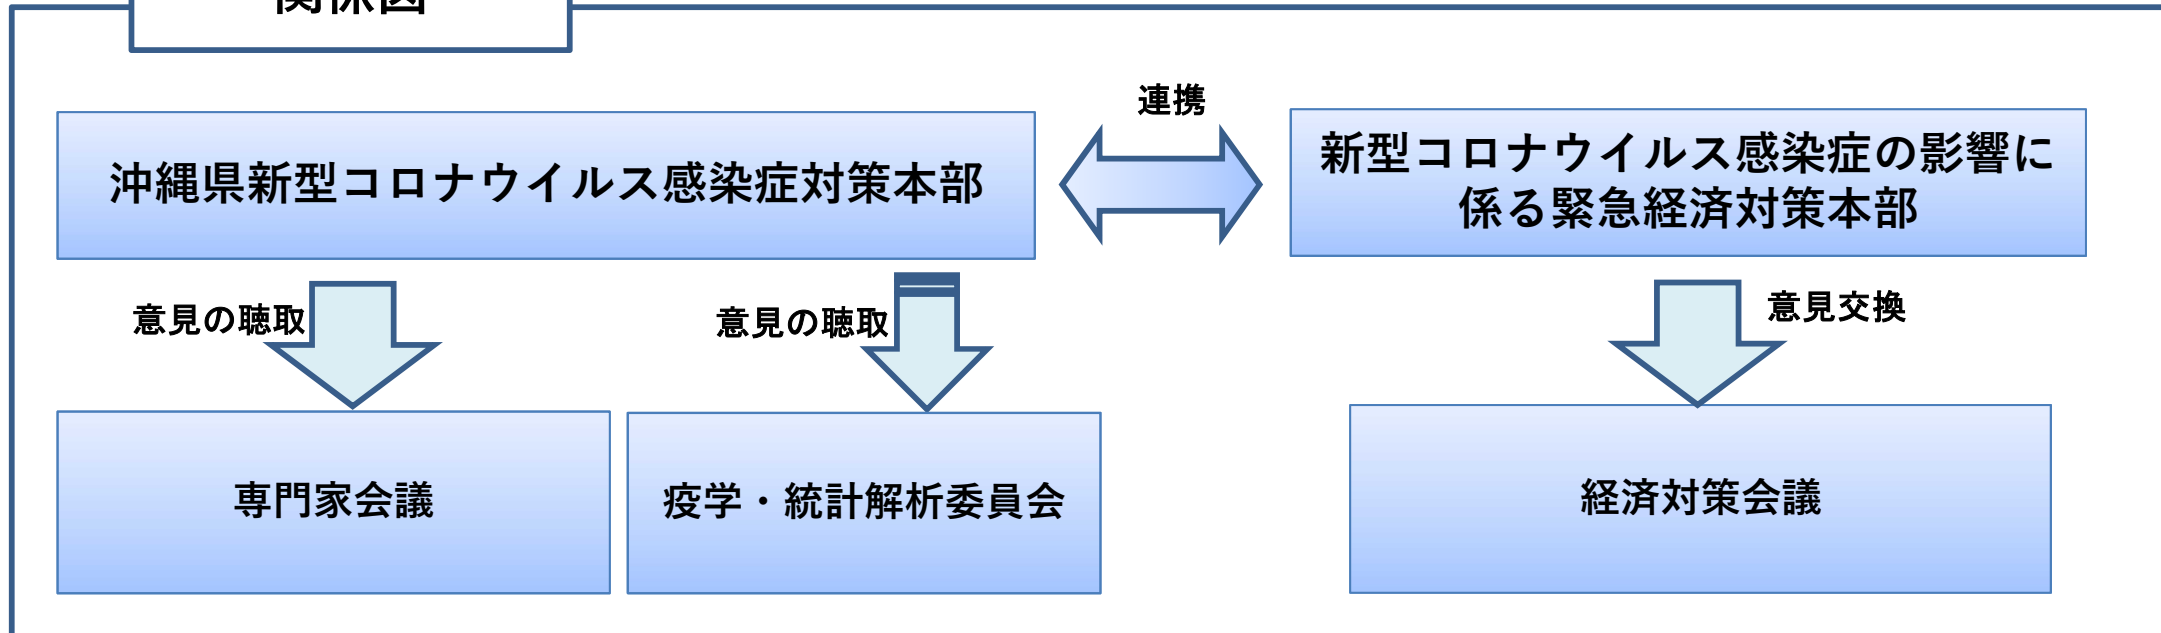 関係図
連携
沖縄県新型コロナウイルス感染症対策本部
新型コロナウイルス感染症の影響に
係る緊急経済対策本部
意見の聴取
意見の聴取
意見交換
専門家会議
疫学・統計解析委員会
経済対策会議